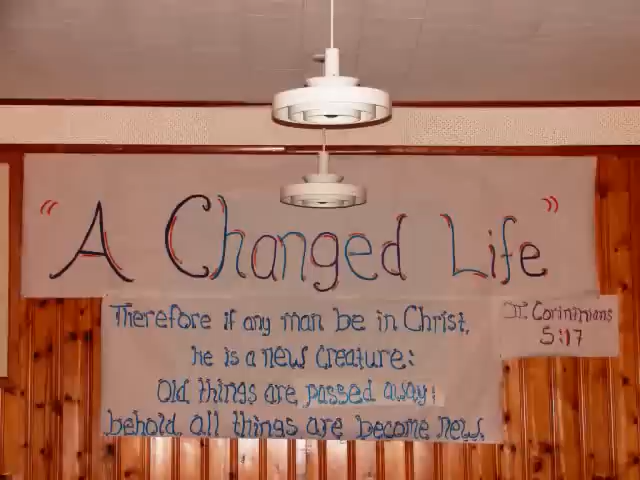 "A Changed Life"
Therefore if any man be in Christ,
he is a new creature:
Old things are passed away;
behold, all things are become new.
II. Corinthians
5:17